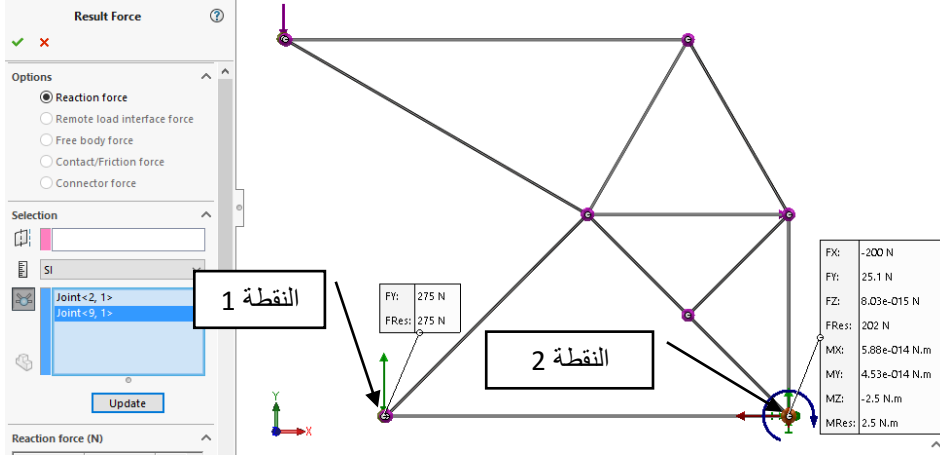 Result Force
Options
Reaction force
Remote load interface force
Free body force
Contact/Friction force
Connector force
Selection
SI
Joint<2, 1>
Joint<9, 1>
Update
Reaction force (N)
النقطة 1
FY: 275 N
FRes: 275 N
النقطة 2
FX: -200 N
FY: 25.1 N
FZ: 8.03e-015 N
FRes: 202 N
MX: 5.88e-014 N.m
MY: 4.53e-014 N.m
MZ: -2.5 N.m
MRes: 2.5 N.m
Y
X